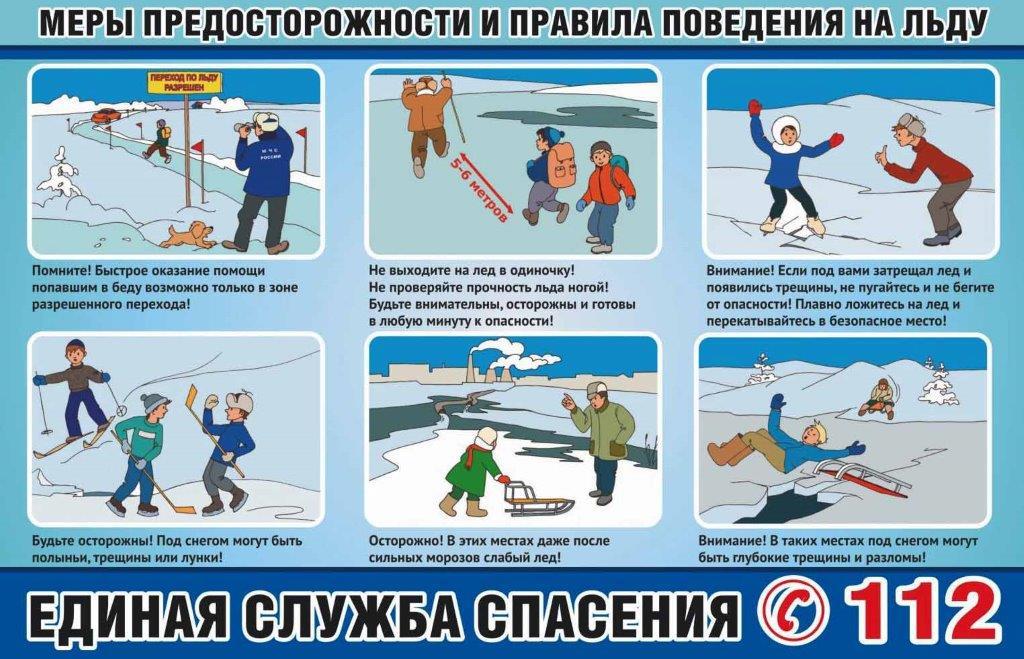 МЕРЫ ПРЕДОСТОРОЖНОСТИ И ПРАВИЛА ПОВЕДЕНИЯ НА ЛЬДУ
ПЕРЕХОД ПО ЛЬДУ
РАЗРЕШЕН
МЧС
РОССИИ
Помните! Быстрое оказание помощи
попавшим в беду возможно только в зоне
разрешенного перехода!
5-6 метров
Не выходите на лед в одиночку!
Не проверяйте прочность льда ногой!
Будьте внимательны, осторожны и готовы
в любую минуту к опасности!
Внимание! Если под вами затрещал лед и
появились трещины, не пугайтесь и не бегите
от опасности! Плавно ложитесь на лед и
перекатывайтесь в безопасное место!
Будьте осторожны! Под снегом могут быть
полыньи, трещины или лунки!
Осторожно! В этих местах даже после
сильных морозов слабый лед!
Внимание! В таких местах под снегом могут
быть глубокие трещины и разломы!
ЕДИНАЯ СЛУЖБА СПАСЕНИЯ 112